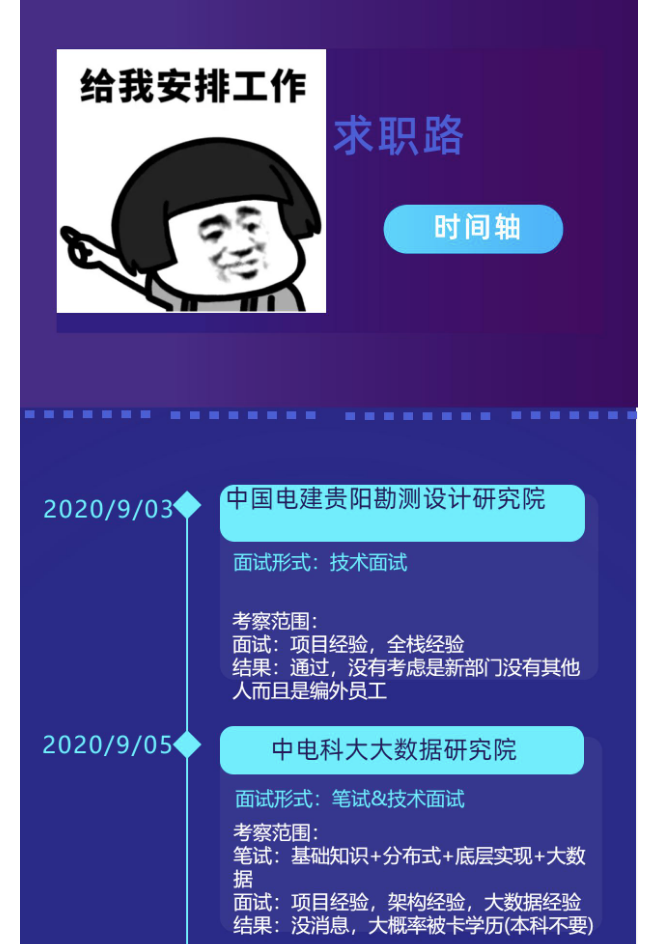 给我安排工作
求职路
时间轴
2020/9/03
中国电建贵阳勘测设计研究院
面试形式：技术面试
考察范围：
面试：项目经验，全栈经验
结果：通过，没有考虑是新部门没有其他
人而且是编外员工
2020/9/05
中电科大大数据研究院
面试形式：笔试&技术面试
考察范围：
笔试：基础知识+分布式+底层实现+大数
据
面试：项目经验，架构经验，大数据经验
结果：没消息，大概率被卡学历(本科不要)